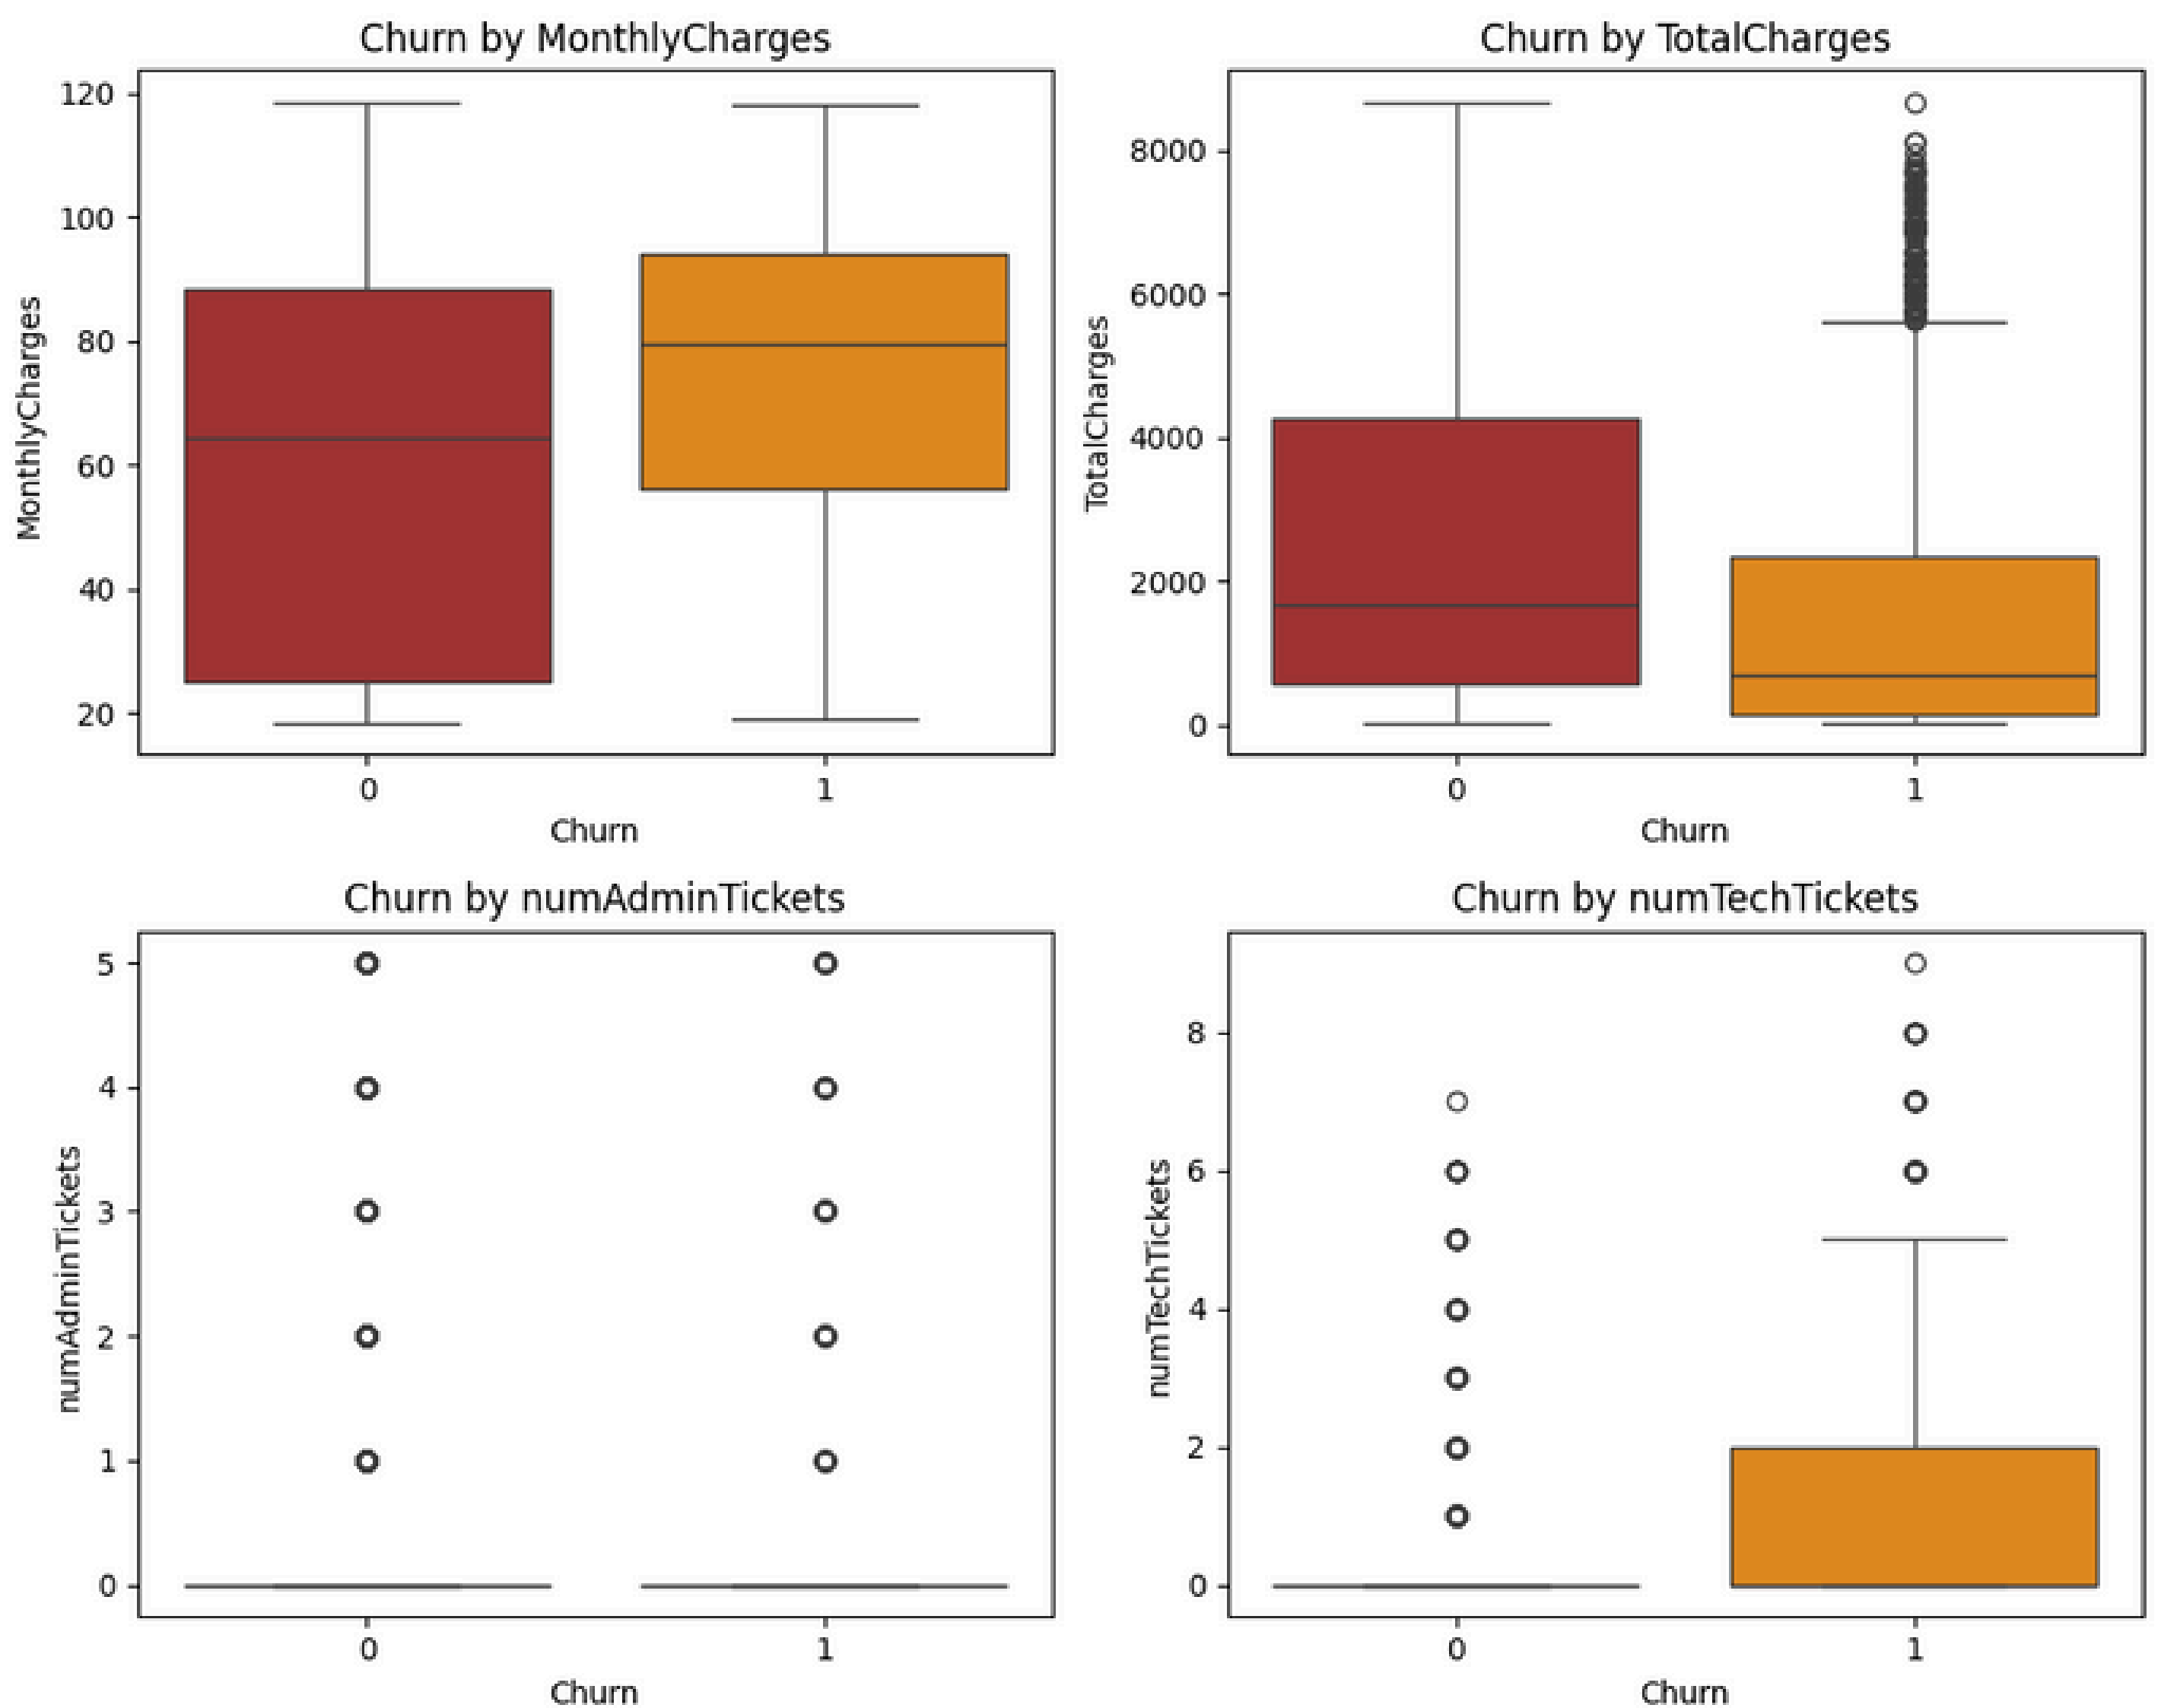 Churn by MonthlyCharges
120
100
80
60
40
20
MonthlyCharges
0 1
Churn
Churn by TotalCharges
8000
6000
4000
2000
0
TotalCharges
0 1
Churn
Churn by numAdminTickets
5
4
3
2
1
0
numAdminTickets
0 1
Churn
Churn by numTechTickets
8
6
4
2
0
numTechTickets
0 1
Churn